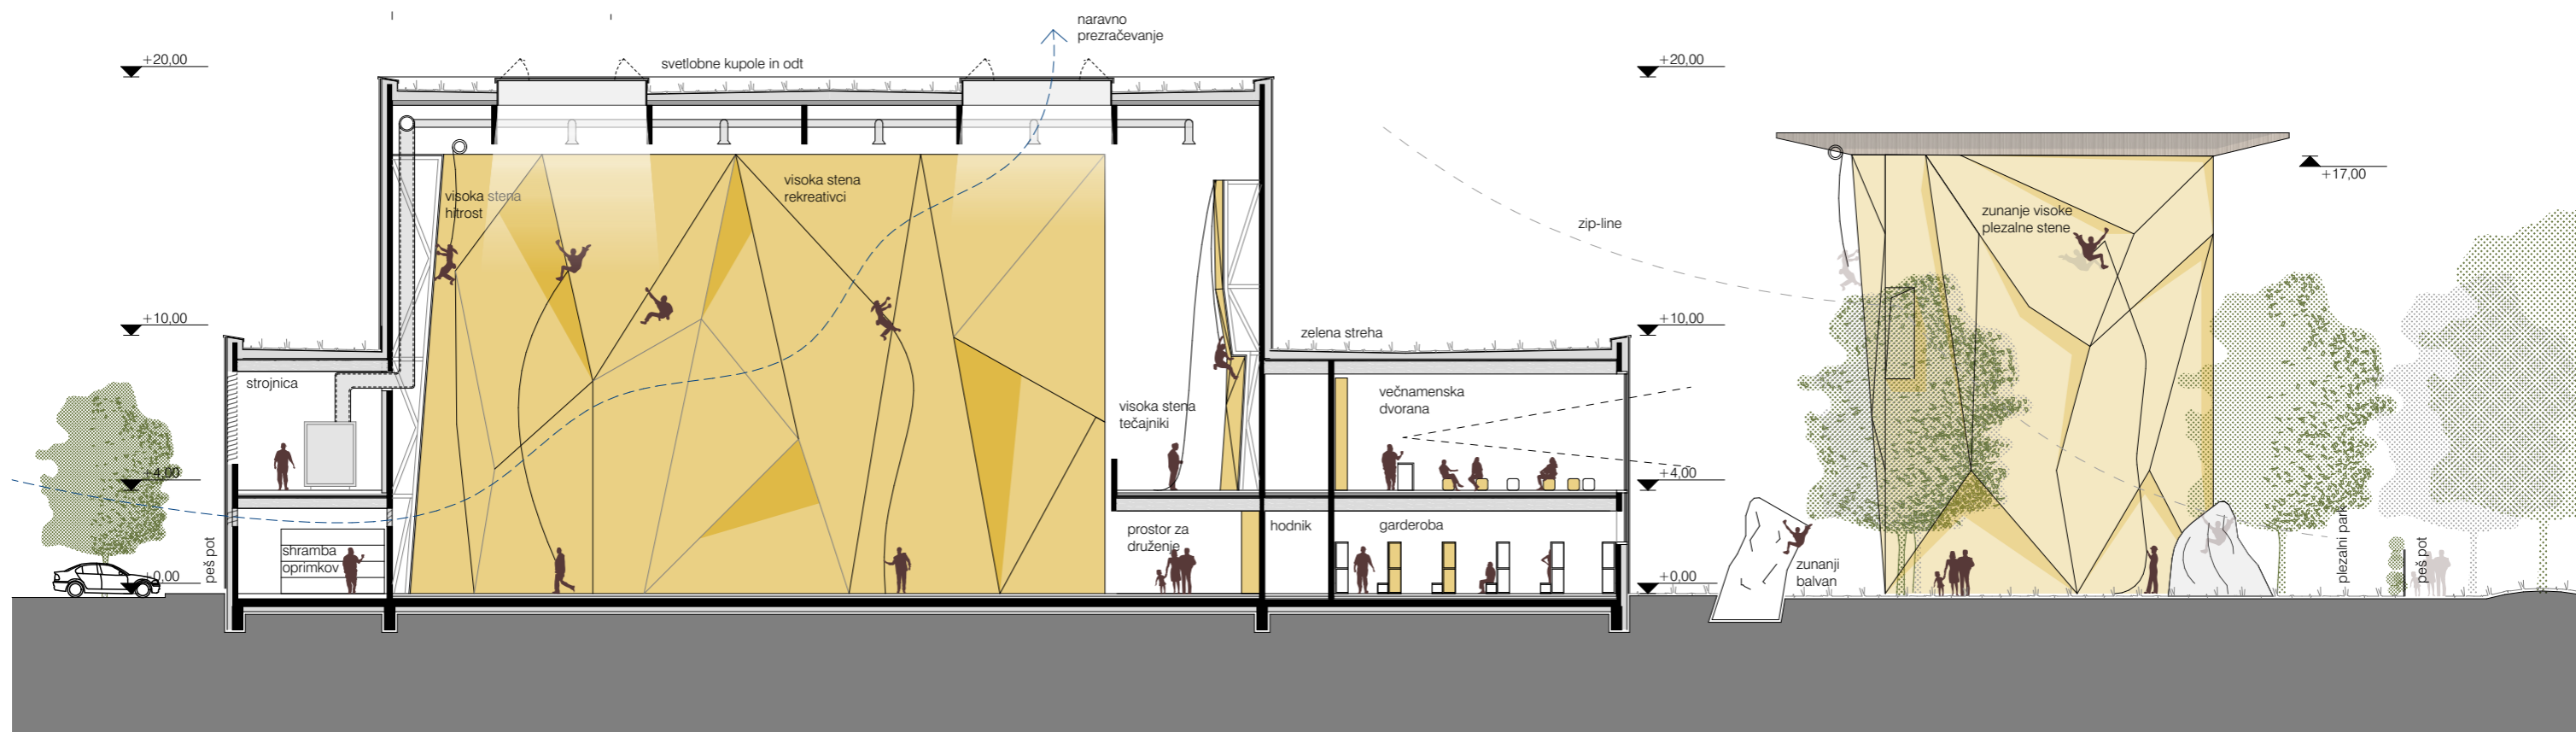 naravno
prezračevanje
+20,00
svetlobne kupole in odt
+20,00
+17,00
visoka stena
hitrost
visoka stena
rekreativci
zunanje visoke
plezalne stene
zip-line
+10,00
+10,00
zelena streha
strojnica
večnamenska
dvorana
visoka stena
tečajniki
+4,00
+4,00
peš pot
shramba
oprimkov
prostor za
druženje
hodnik
garderoba
+0,00
+0,00
zunanji
balvan
plezalni park
peš pot